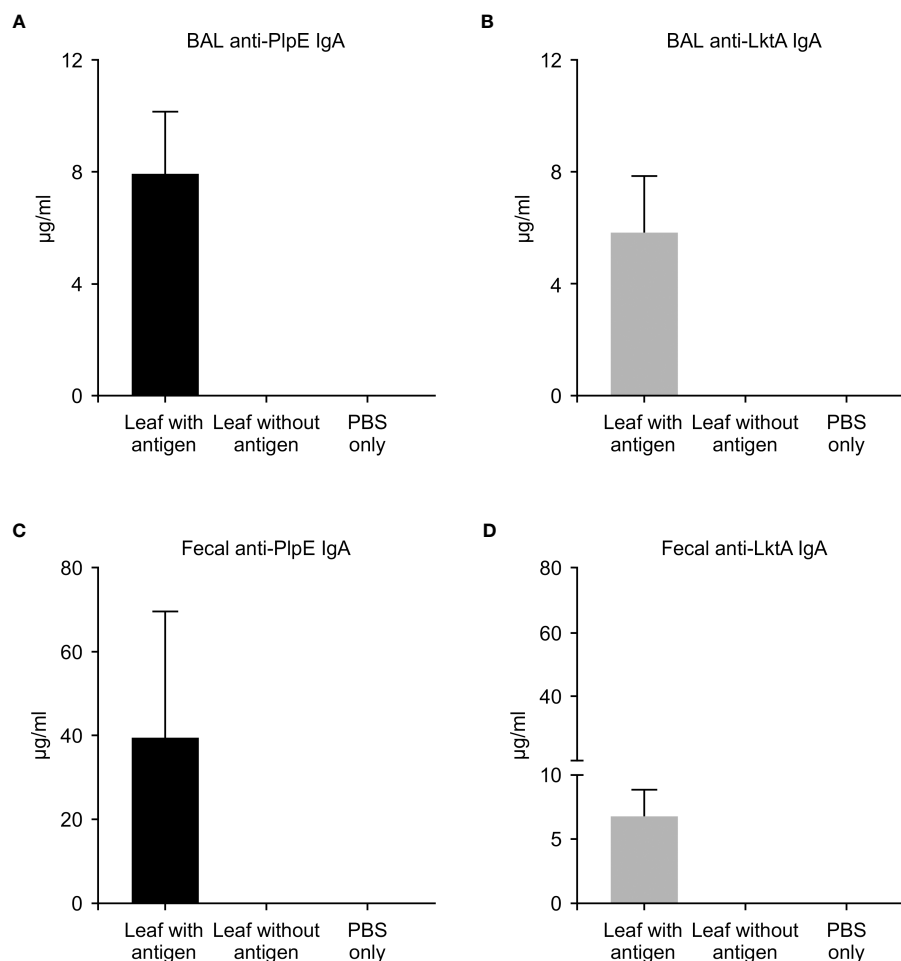 A
BAL anti-PlpE IgA
12
8
4
0
µg/ml
Leaf with
antigen
Leaf without
antigen
PBS
only
B
BAL anti-LktA IgA
12
8
4
0
µg/ml
Leaf with
antigen
Leaf without
antigen
PBS
only
C
Fecal anti-PlpE IgA
80
60
40
20
0
µg/ml
Leaf with
antigen
Leaf without
antigen
PBS
only
D
Fecal anti-LktA IgA
80
60
40
10
5
0
µg/ml
Leaf with
antigen
Leaf without
antigen
PBS
only